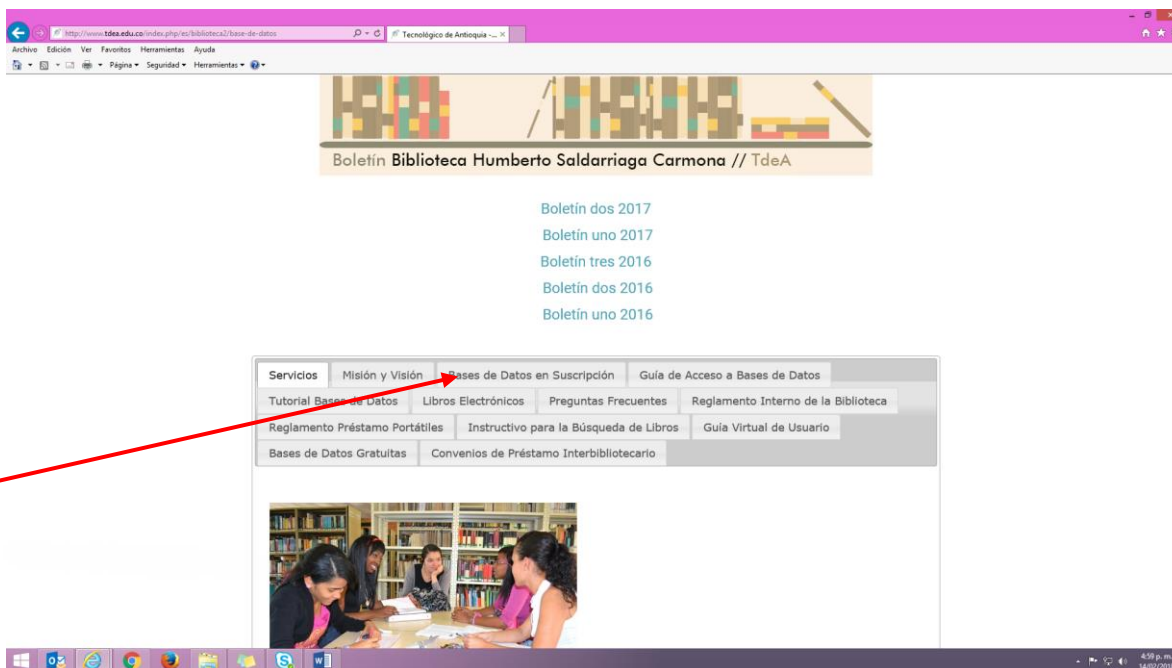 http://www.tdea.edu.co/index.php/es/biblioteca2/base-de-datos
Tecnológico de Antioquia -...
Archivo Edición Ver Favoritos Herramientas Ayuda
Página Seguridad Herramientas
Boletín Biblioteca Humberto Saldarriaga Carmona // TdeA
Boletín dos 2017
Boletín uno 2017
Boletín tres 2016
Boletín dos 2016
Boletín uno 2016
Servicios Misión y Visión Bases de Datos en Suscripción Guía de Acceso a Bases de Datos
Tutorial Bases de Datos Libros Electrónicos Preguntas Frecuentes Reglamento Interno de la Biblioteca
Reglamento Préstamo Portátiles Instructivo para la Búsqueda de Libros Guía Virtual de Usuario
Bases de Datos Gratuitas Convenios de Préstamo Interbibliotecario
4:59 p. m.